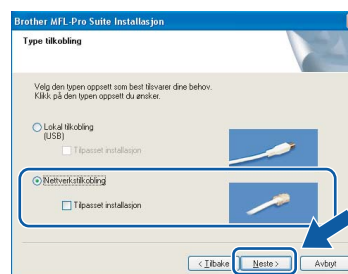 Brother MFL-Pro Suite Installasjon
Type tilkobling
Velg den typen oppsett som best tilsvarer dine behov.
Klikk på den typen oppsett du ønsker.
Lokal tilkobling
(USB)
Tilpasset installasjon
Nettverkstilkobling
Tilpasset installasjon
< Tilbake
Neste >
Avbryt